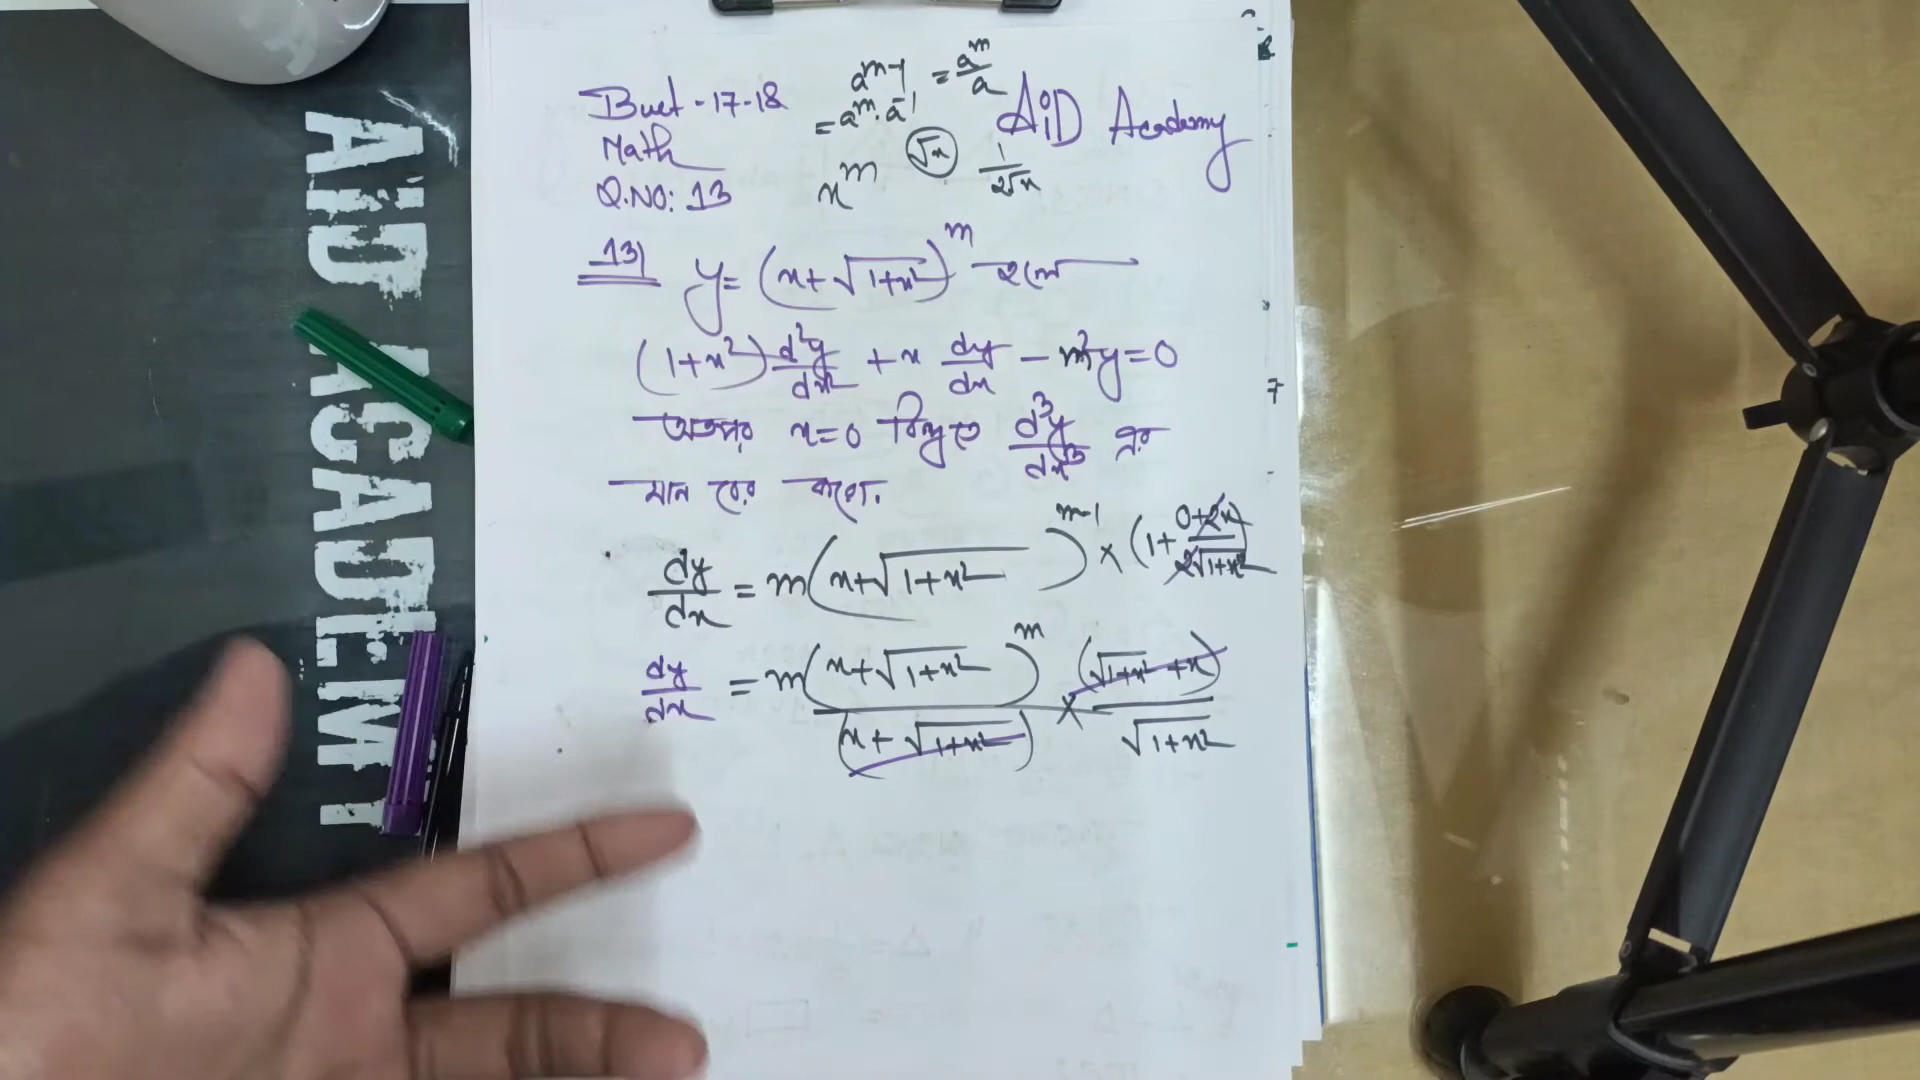 Buet - 17-18
Math
Q.NO: 13
a^{m-1} = a^m/a
= a^m · a^{-1}
x^m √x 1/(2√x)
AiD Academy
13) y = (x + √(1+x²))^m হলে
(1+x²) d²y/dx² + x dy/dx - m²y = 0
অতঃপর x=0 বিন্দুতে d³y/dx³ এর
মান বের করো.
dy/dx = m(x+√(1+x²))^{m-1} × (1 + (0+2x)/(2√(1+x²)))
dy/dx = m(x+√(1+x²))^m/(x+√(1+x²)) × (√(1+x²)+x)/√(1+x²)
AID ACADEMY
7